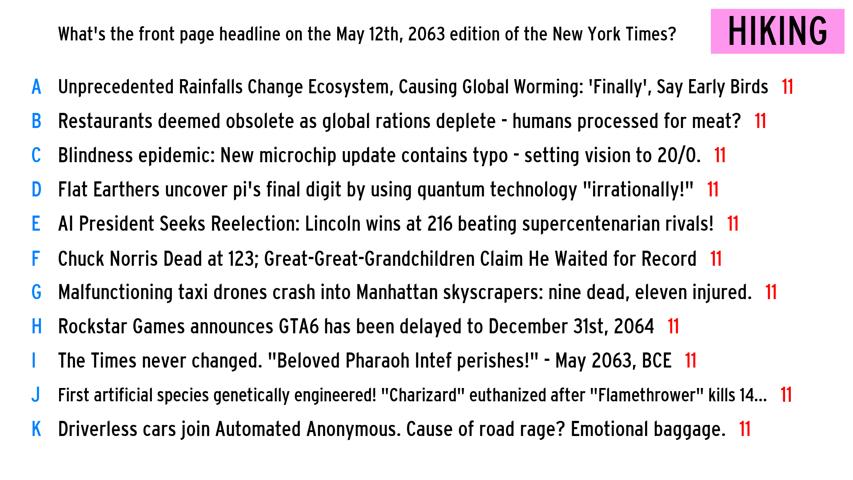 What's the front page headline on the May 12th, 2063 edition of the New York Times?
HIKING
A Unprecedented Rainfalls Change Ecosystem, Causing Global Worming: 'Finally', Say Early Birds 11
B Restaurants deemed obsolete as global rations deplete - humans processed for meat? 11
C Blindness epidemic: New microchip update contains typo - setting vision to 20/0. 11
D Flat Earthers uncover pi's final digit by using quantum technology "irrationally!" 11
E AI President Seeks Reelection: Lincoln wins at 216 beating supercentenarian rivals! 11
F Chuck Norris Dead at 123; Great-Great-Grandchildren Claim He Waited for Record 11
G Malfunctioning taxi drones crash into Manhattan skyscrapers: nine dead, eleven injured. 11
H Rockstar Games announces GTA6 has been delayed to December 31st, 2064 11
I The Times never changed. "Beloved Pharaoh Intef perishes!" - May 2063, BCE 11
J First artificial species genetically engineered! "Charizard" euthanized after "Flamethrower" kills 14... 11
K Driverless cars join Automated Anonymous. Cause of road rage? Emotional baggage. 11